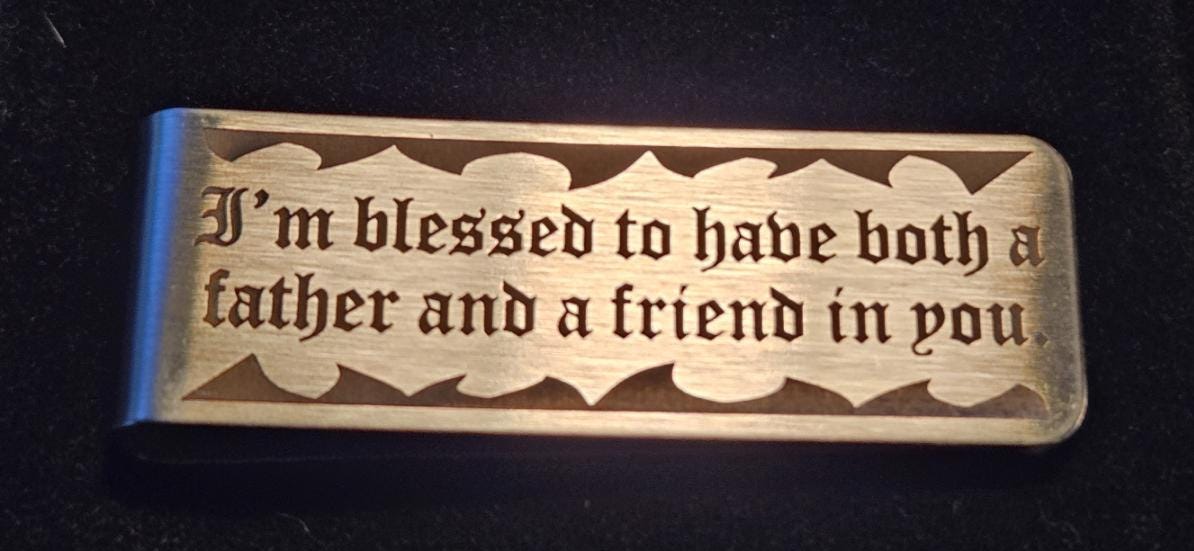 I'm blessed to have both a
father and a friend in you.